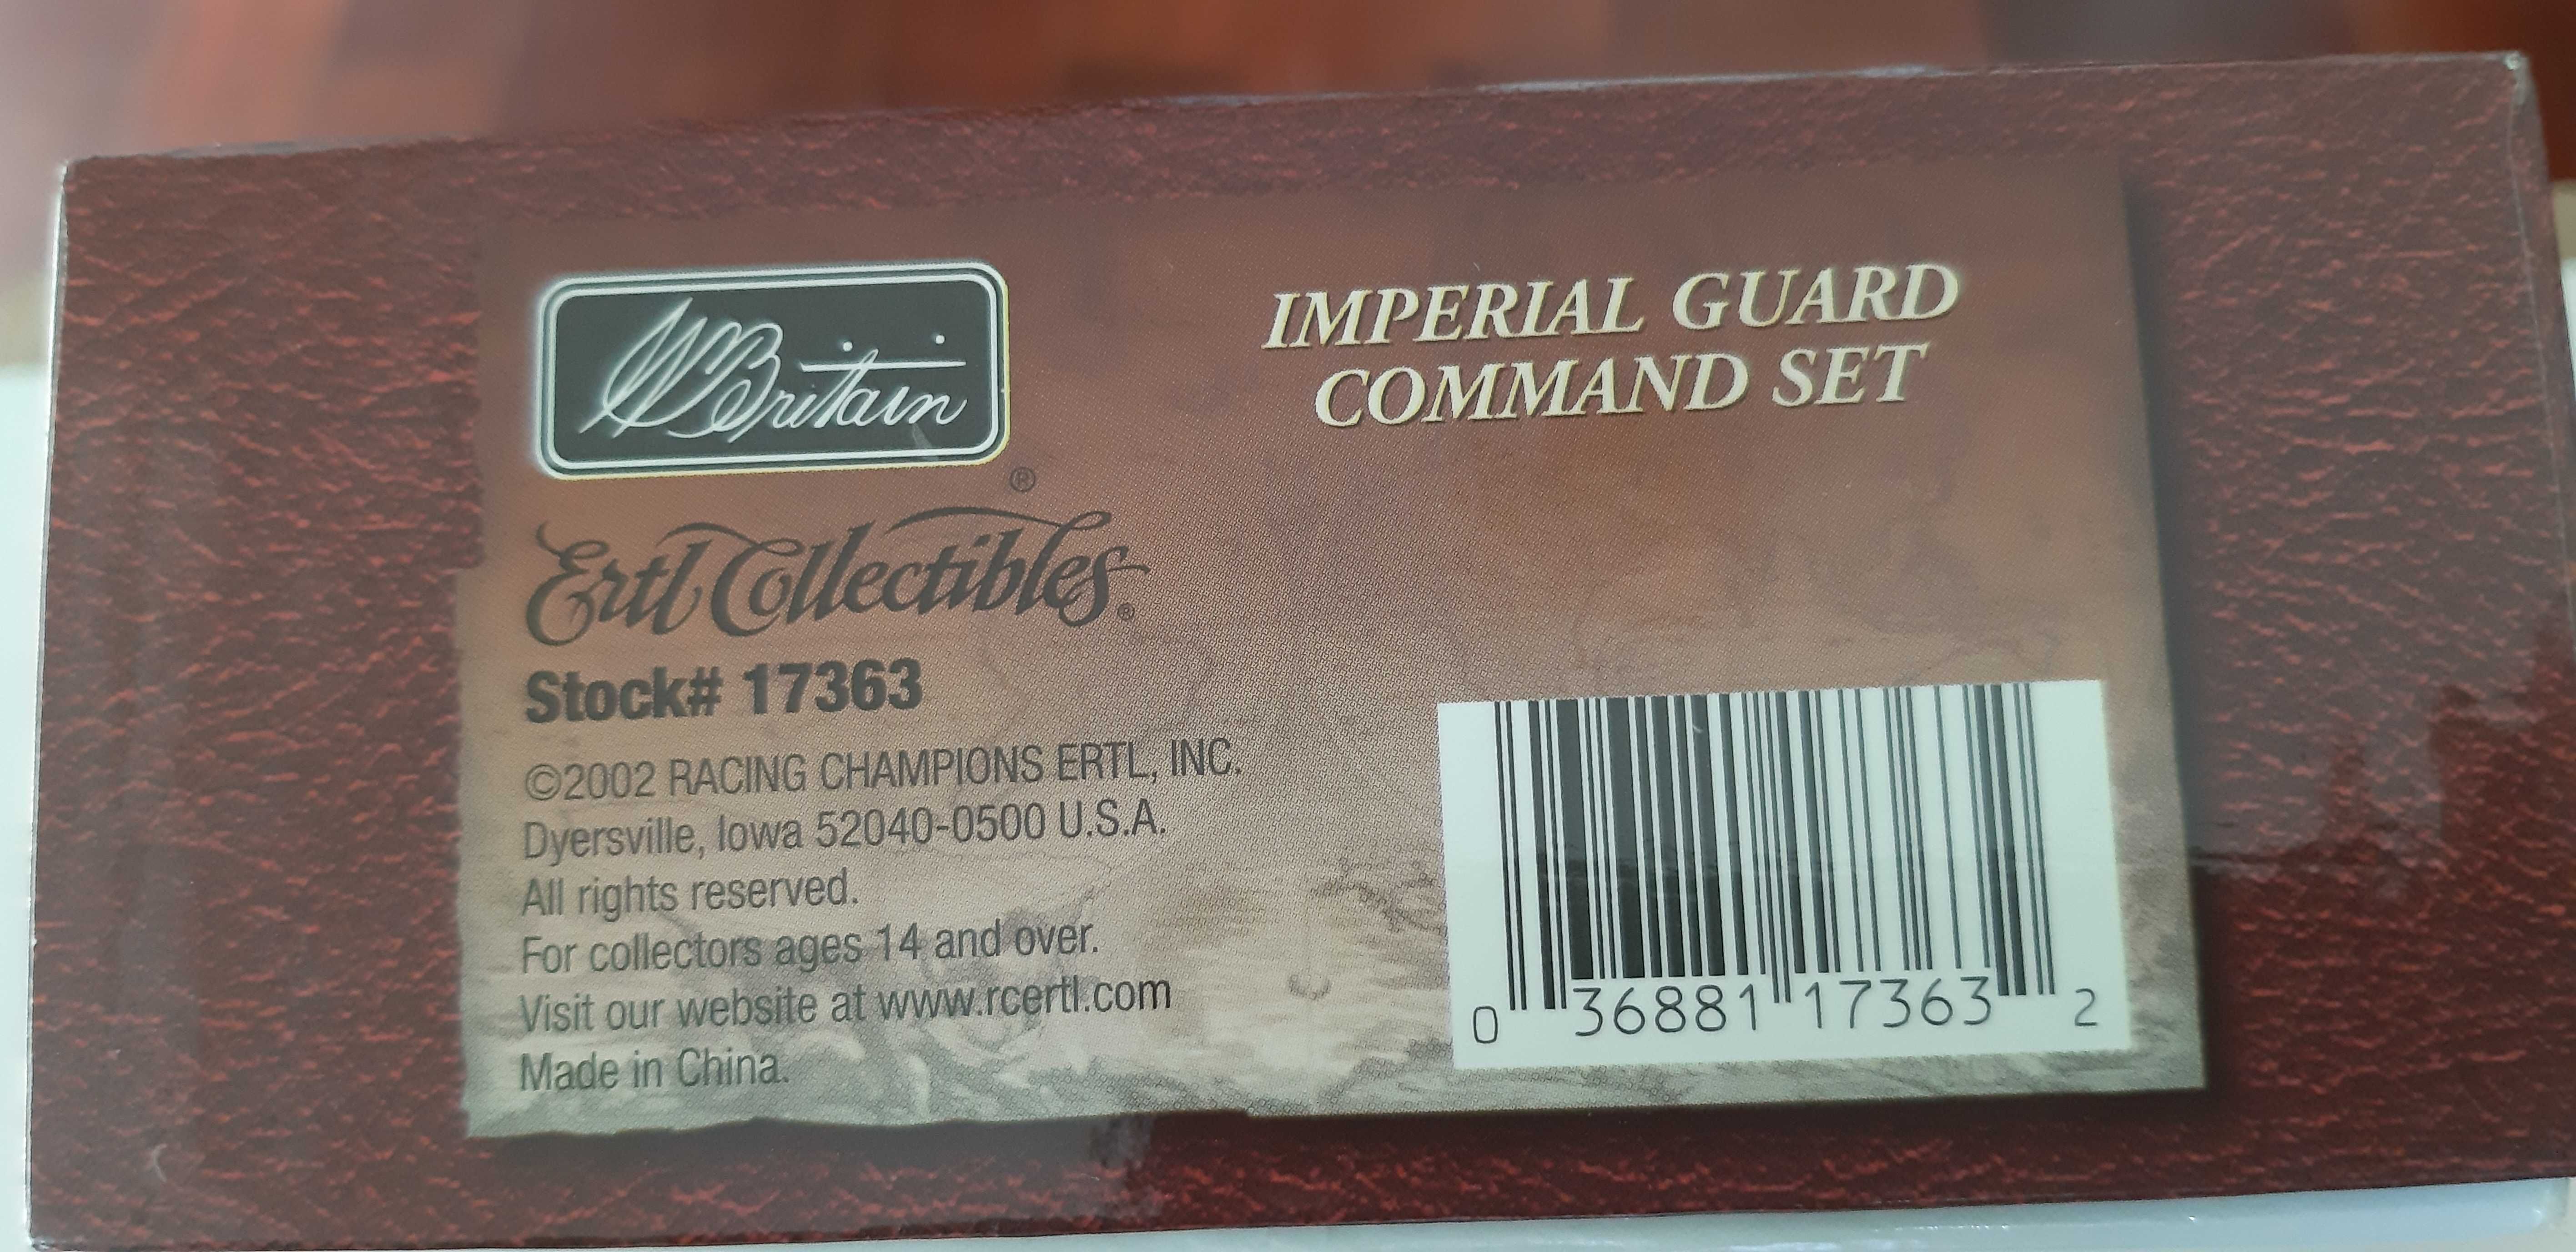 W Britain
®
IMPERIAL GUARD
COMMAND SET
Ertl Collectibles®
Stock# 17363
©2002 RACING CHAMPIONS ERTL, INC.
Dyersville, Iowa 52040-0500 U.S.A.
All rights reserved.
For collectors ages 14 and over.
Visit our website at www.rcertl.com
Made in China.
0 36881 17363 2